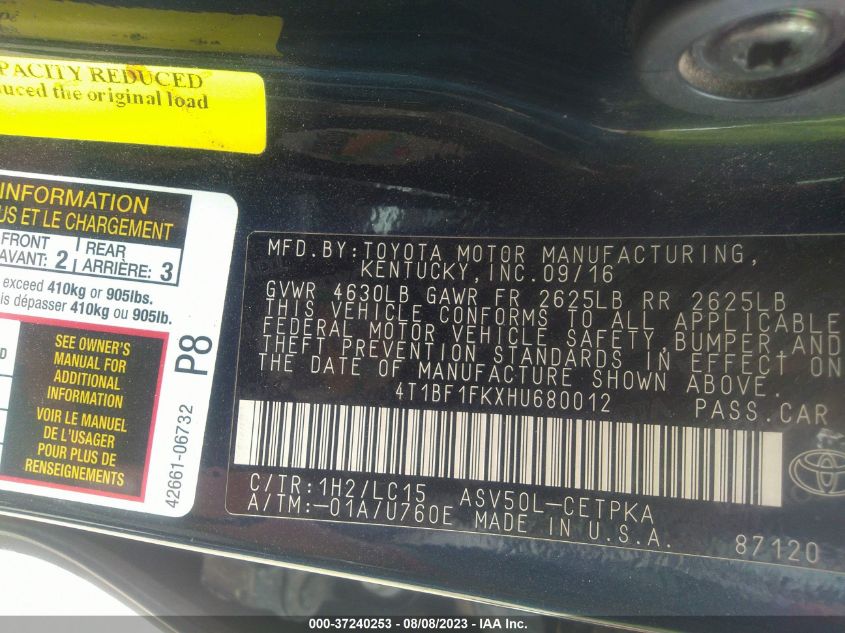 PACITY REDUCED
uced the original load
INFORMATION
US ET LE CHARGEMENT
FRONT
AVANT: 2
REAR
ARRIÈRE: 3
exceed 410kg or 905lbs.
is dépasser 410kg ou 905lb.
SEE OWNER'S
MANUAL FOR
ADDITIONAL
INFORMATION
VOIR LE MANUEL
DE L'USAGER
POUR PLUS DE
RENSEIGNEMENTS
P8
42661-06732
MFD.BY:TOYOTA MOTOR MANUFACTURING,
KENTUCKY,INC.09/16
GVWR 4630LB GAWR FR 2625LB RR 2625LB
THIS VEHICLE CONFORMS TO ALL APPLICABLE
FEDERAL MOTOR VEHICLE SAFETY,BUMPER,AND
THEFT PREVENTION STANDARDS IN EFFECT ON
THE DATE OF MANUFACTURE SHOWN ABOVE.
4T1BF1FKXHU680012 PASS.CAR
C/TR:1H2/LC15 ASV50L-CETPKA
A/TM:-01A/U760E MADE IN U.S.A.
87120
000-37240253 - 08/08/2023 - IAA Inc.